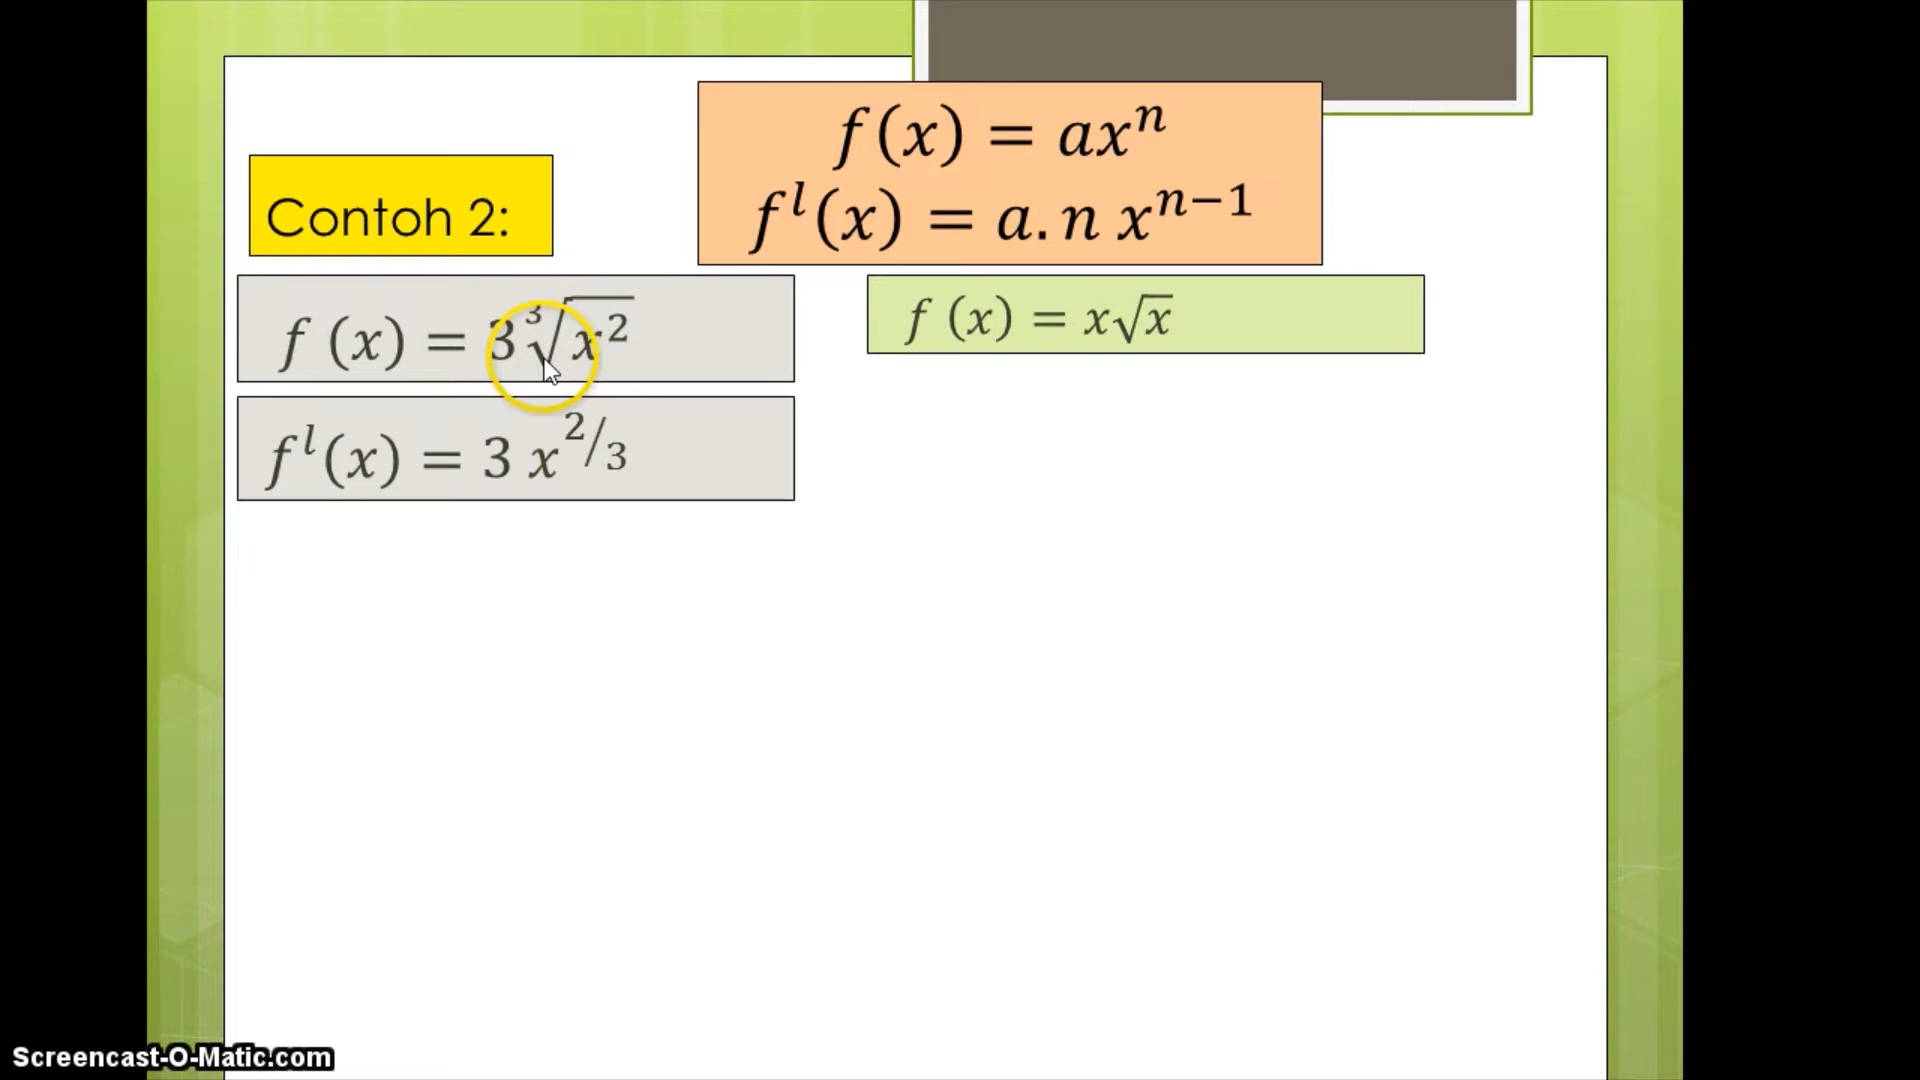 f(x) = axⁿ
fˡ(x) = a.n xⁿ⁻¹
Contoh 2:
f (x) = 3∛x²
f (x) = x√x
fˡ(x) = 3 x^2/3
Screencast-O-Matic.com